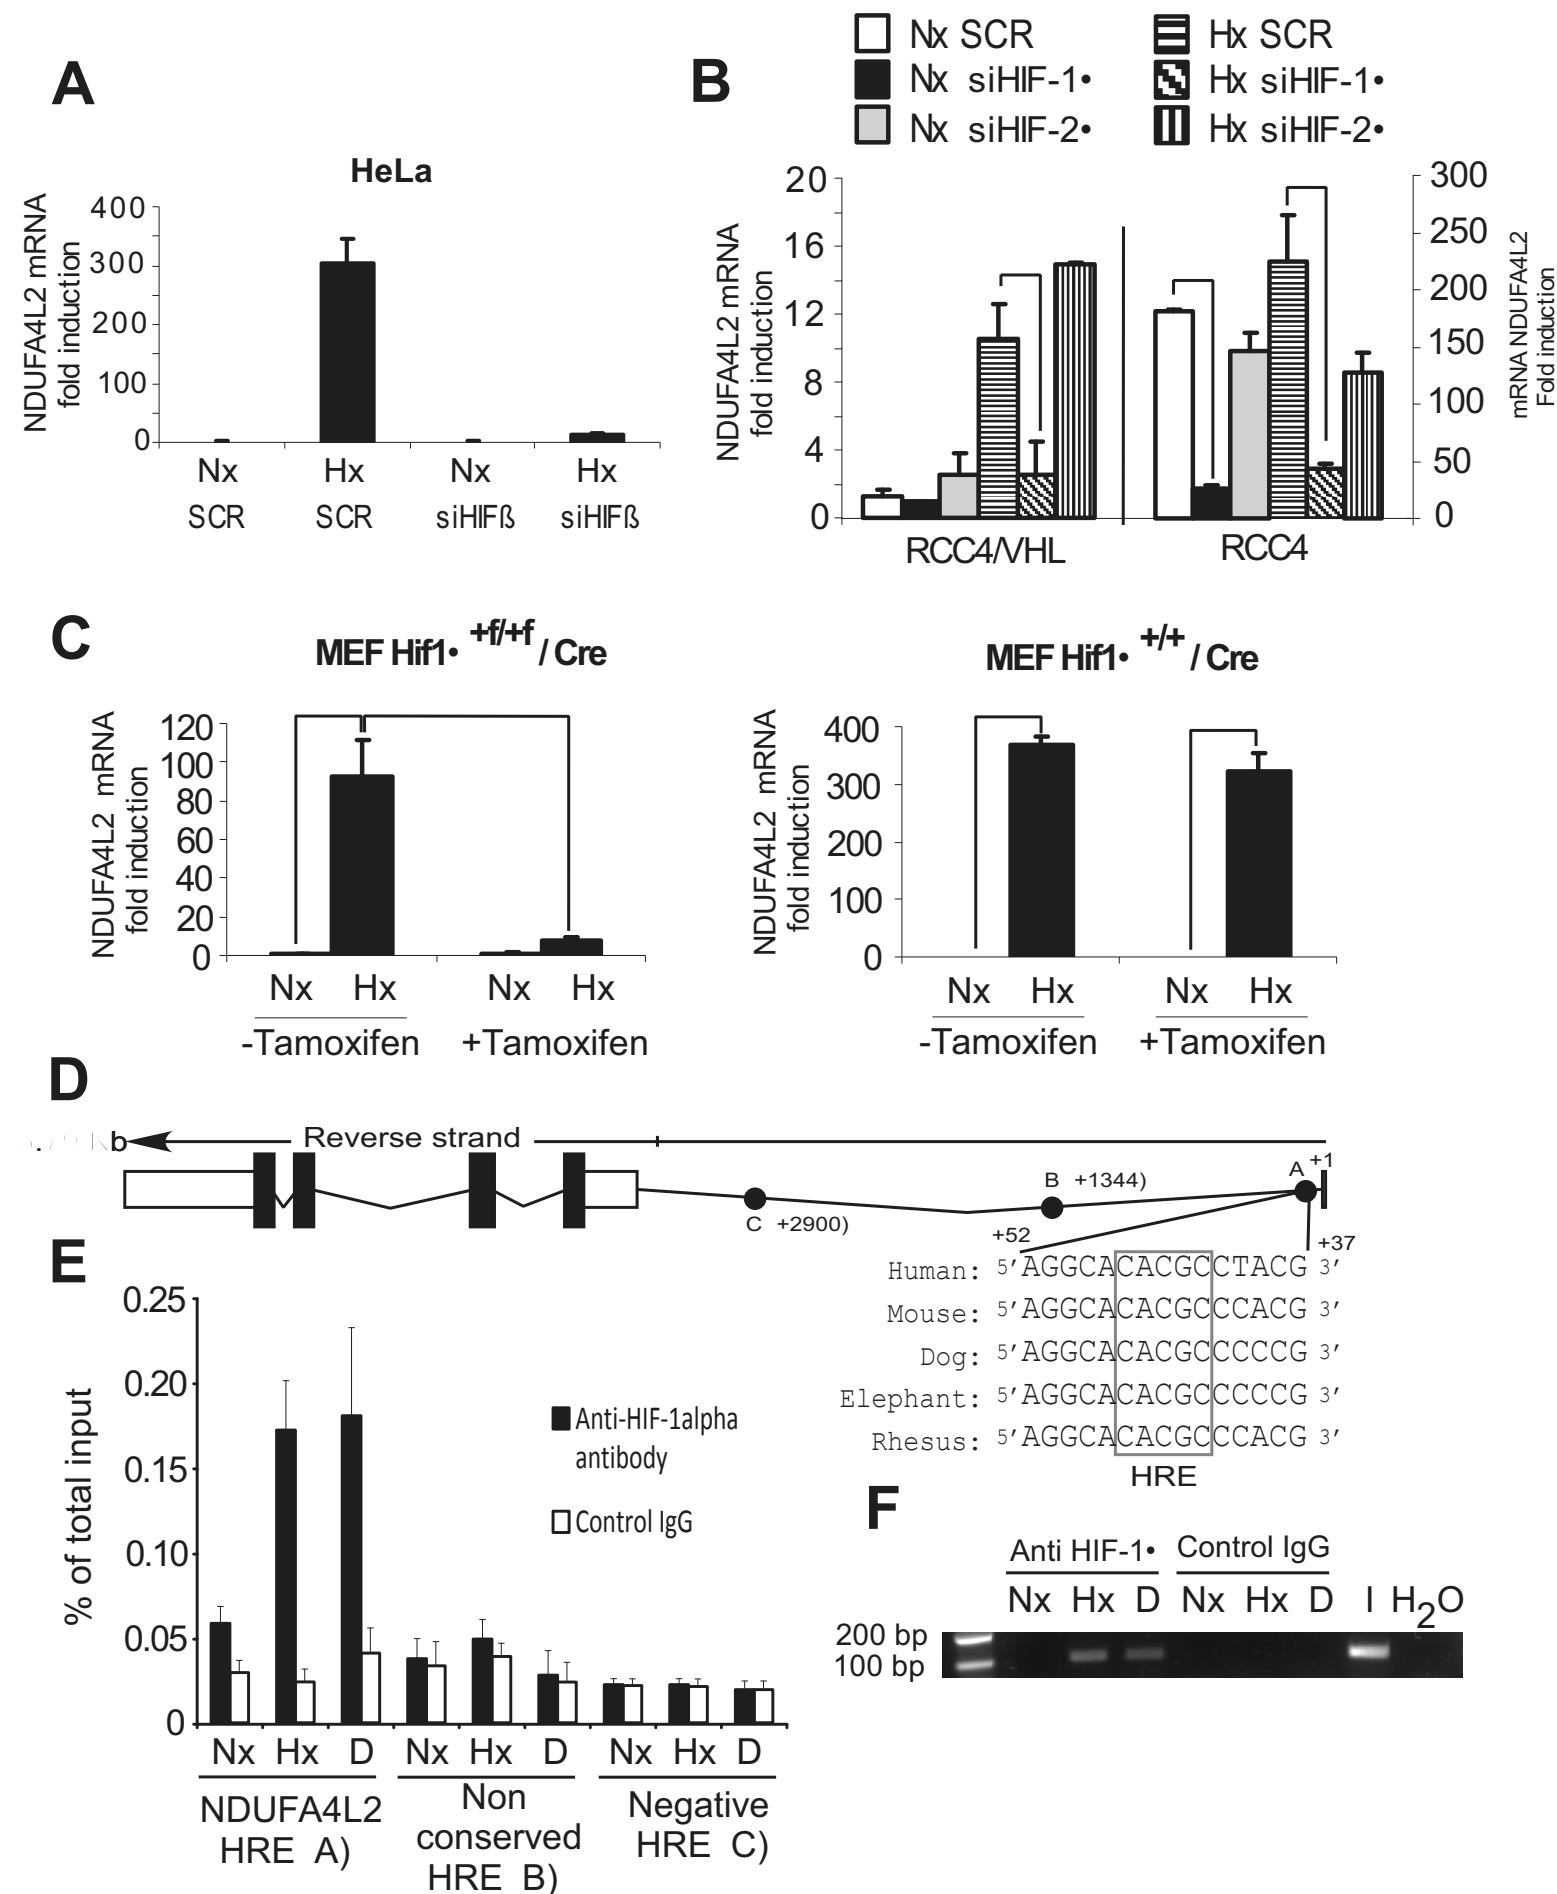 A
HeLa
NDUFA4L2 mRNA
fold induction
400
300
200
100
0
Nx Hx Nx Hx
SCR SCR siHIFß siHIFß
B
Nx SCR
Nx siHIF-1•
Nx siHIF-2•
Hx SCR
Hx siHIF-1•
Hx siHIF-2•
NDUFA4L2 mRNA
fold induction
20
16
12
8
4
0
300
250
200
150
100
50
0
mRNA NDUFA4L2
Fold induction
RCC4/VHL RCC4
C
MEF Hif1• +f/+f / Cre
NDUFA4L2 mRNA
fold induction
120
100
80
60
40
20
0
Nx Hx Nx Hx
-Tamoxifen +Tamoxifen
MEF Hif1• +/+ / Cre
NDUFA4L2 mRNA
fold induction
400
300
200
100
0
Nx Hx Nx Hx
-Tamoxifen +Tamoxifen
D
b Reverse strand
C +2900)
B +1344)
A +1
+52 +37
Human: 5'AGGCACACGCCTACG 3'
Mouse: 5'AGGCACACGCCCACG 3'
Dog: 5'AGGCACACGCCCCCG 3'
Elephant: 5'AGGCACACGCCCCCG 3'
Rhesus: 5'AGGCACACGCCCACG 3'
HRE
E
% of total input
0.25
0.20
0.15
0.10
0.05
0
Anti-HIF-1alpha
antibody
Control IgG
Nx Hx D Nx Hx D Nx Hx D
NDUFA4L2
HRE A)
Non
conserved
HRE B)
Negative
HRE C)
F
Anti HIF-1• Control IgG
Nx Hx D Nx Hx D I H2O
200 bp
100 bp